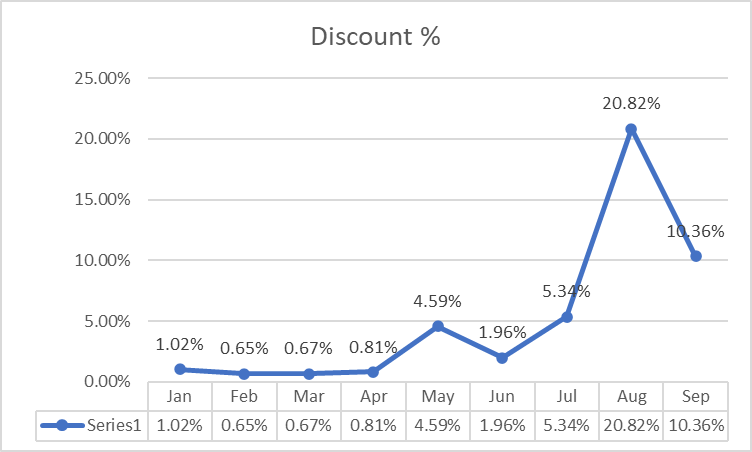 Discount %
25.00%
20.00%
15.00%
10.00%
5.00%
0.00%
1.02% 0.65% 0.67% 0.81% 4.59% 1.96% 5.34% 20.82% 10.36%
Jan Feb Mar Apr May Jun Jul Aug Sep
Series1 1.02% 0.65% 0.67% 0.81% 4.59% 1.96% 5.34% 20.82% 10.36%